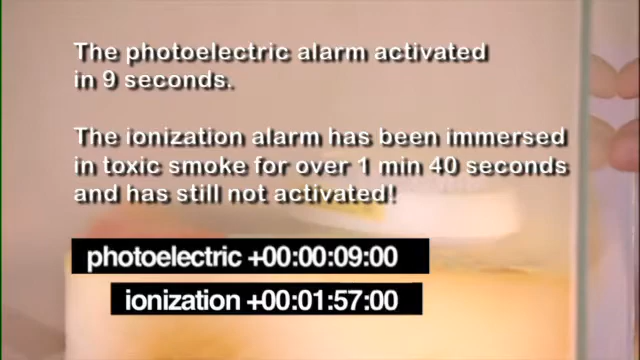 The photoelectric alarm activated
in 9 seconds.
The ionization alarm has been immersed
in toxic smoke for over 1 min 40 seconds
and has still not activated!
photoelectric +00:00:09:00
ionization +00:01:57:00